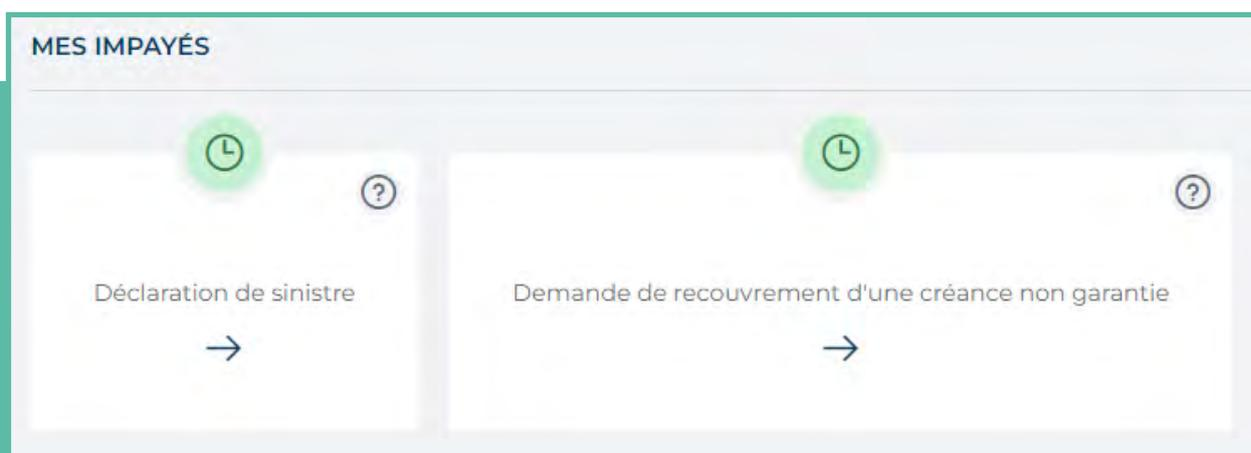 MES IMPAYÉS
Déclaration de sinistre
Demande de recouvrement d'une créance non garantie